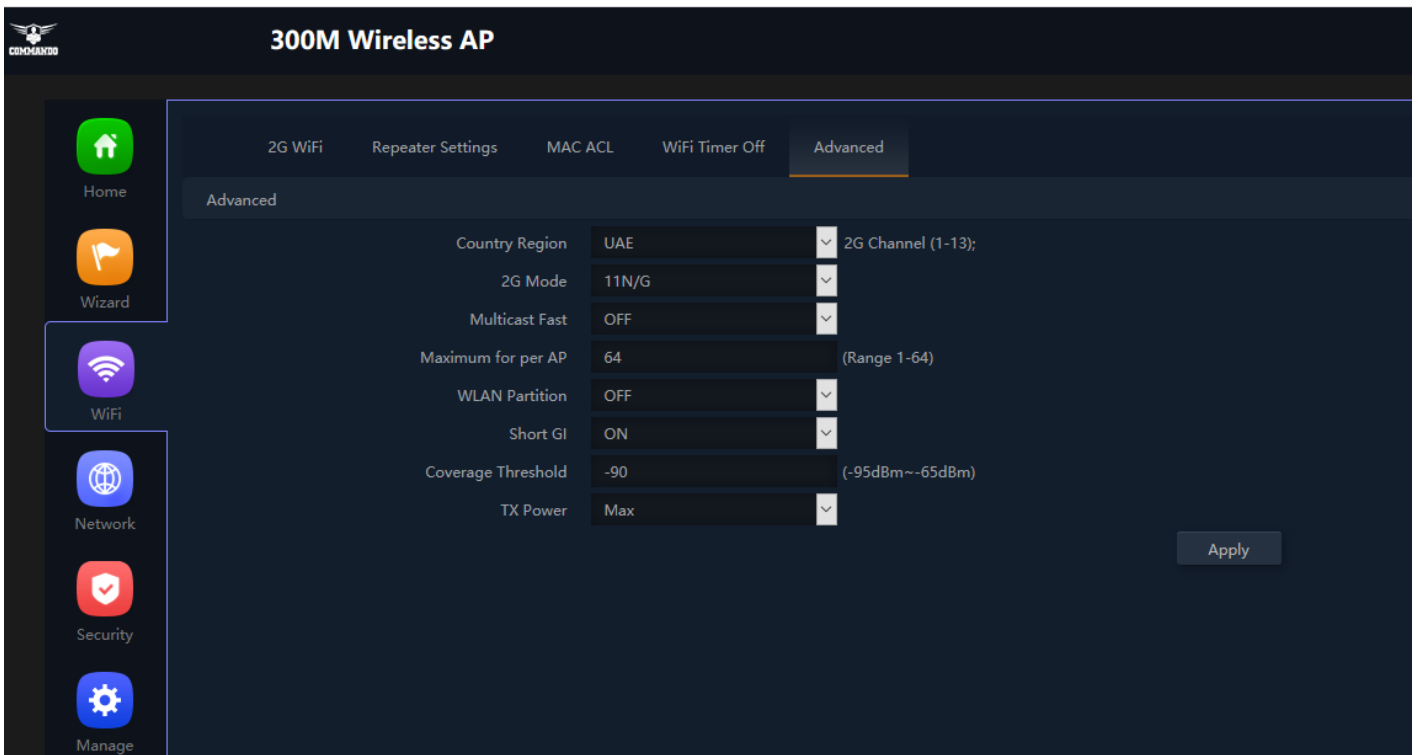 COMMANDO
300M Wireless AP
Home
Wizard
WiFi
Network
Security
Manage
2G WiFi Repeater Settings MAC ACL WiFi Timer Off Advanced
Advanced
Country Region UAE 2G Channel (1-13);
2G Mode 11N/G
Multicast Fast OFF
Maximum for per AP 64 (Range 1-64)
WLAN Partition OFF
Short GI ON
Coverage Threshold -90 (-95dBm~-65dBm)
TX Power Max
Apply